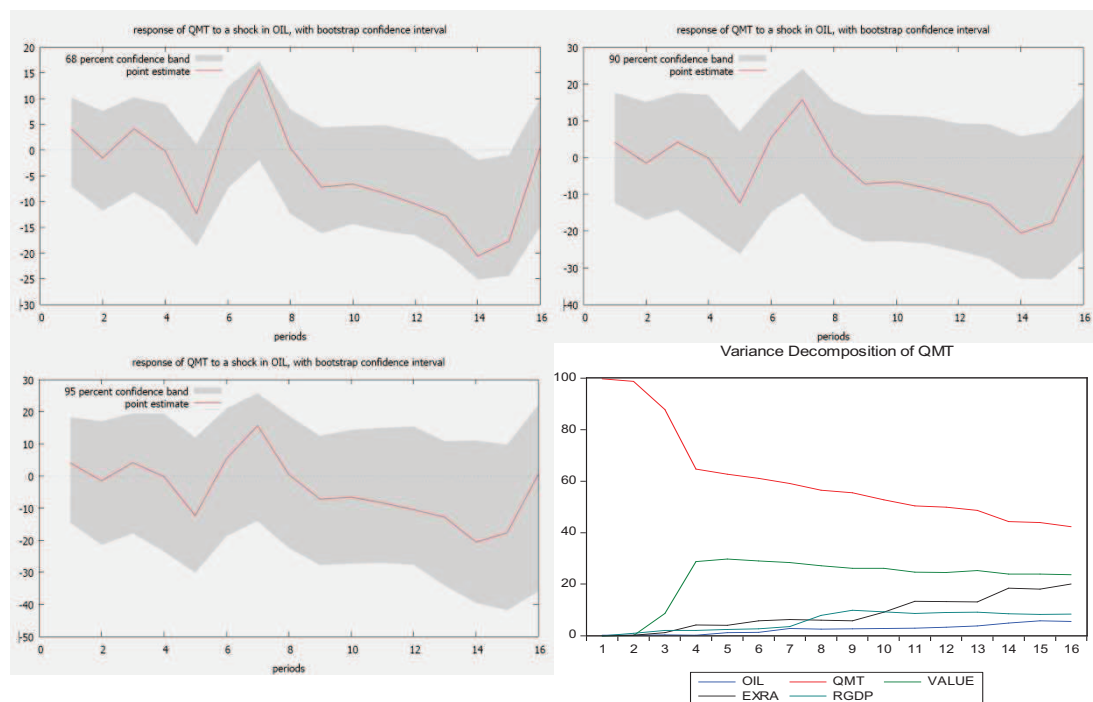 response of QMT to a shock in OIL, with bootstrap confidence interval
68 percent confidence band
point estimate
20
15
10
5
0
-5
-10
-15
-20
-25
-30
0 2 4 6 8 10 12 14 16
periods
response of QMT to a shock in OIL, with bootstrap confidence interval
90 percent confidence band
point estimate
30
20
10
0
-10
-20
-30
-40
0 2 4 6 8 10 12 14 16
periods
response of QMT to a shock in OIL, with bootstrap confidence interval
95 percent confidence band
point estimate
30
20
10
0
-10
-20
-30
-40
-50
0 2 4 6 8 10 12 14 16
periods
Variance Decomposition of QMT
100
80
60
40
20
0
1 2 3 4 5 6 7 8 9 10 11 12 13 14 15 16
OIL QMT VALUE
EXRA RGDP